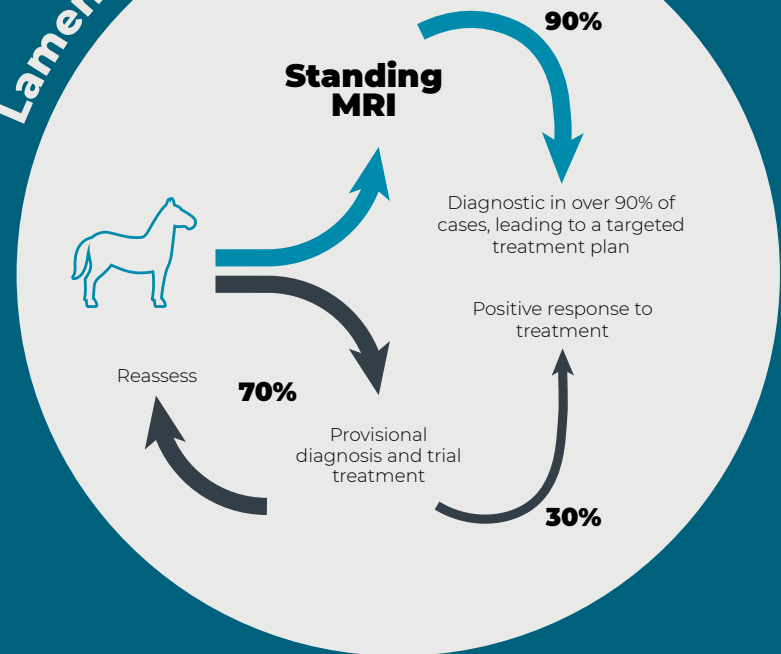 90%
Standing
MRI
Diagnostic in over 90% of
cases, leading to a targeted
treatment plan
Positive response to
treatment
Reassess
70%
Provisional
diagnosis and trial
treatment
30%